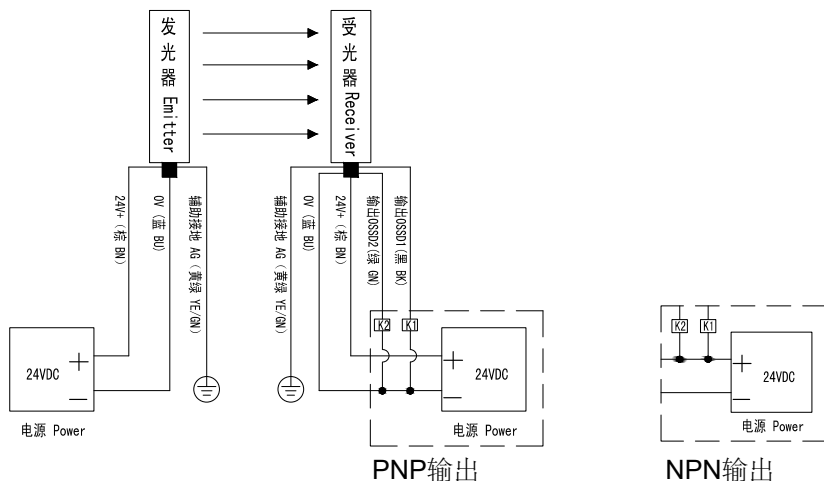 发光器 Emitter
受光器 Receiver
24V+（棕 BN）
0V（蓝 BU）
辅助接地 AG（黄绿 YE/GN）
辅助接地 AG（黄绿 YE/GN）
0V（蓝 BU）
24V+（棕 BN）
输出OSSD2(绿 GN)
输出OSSD1(黑 BK)
24VDC
+
-
电源 Power
K2
K1
+
-
24VDC
电源 Power
PNP输出
K2
K1
+
-
24VDC
电源 Power
NPN输出